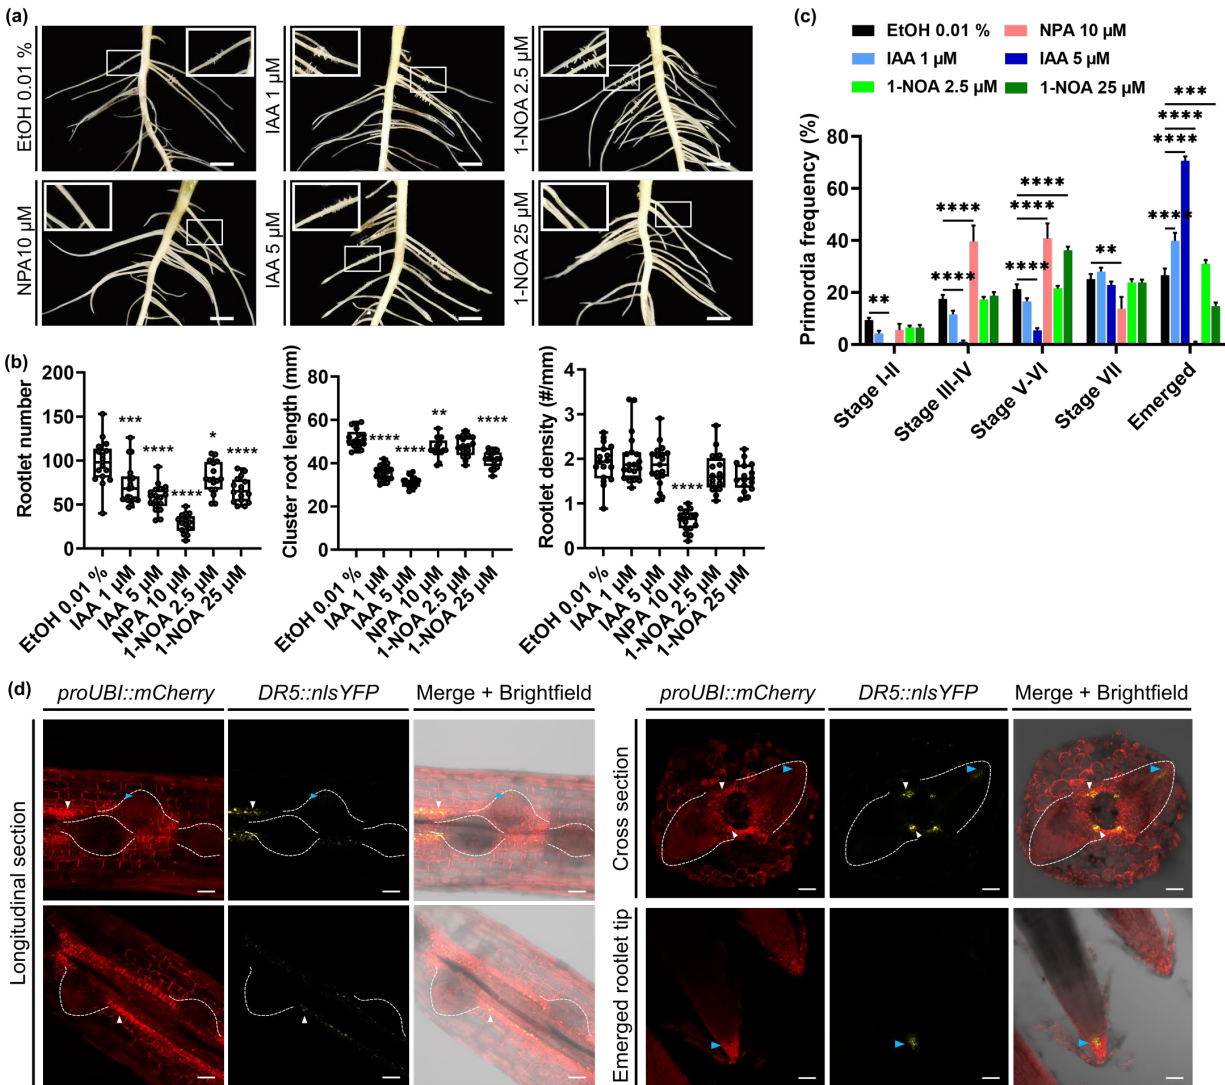 (a)
EtOH 0.01 %
IAA 1 µM
1-NOA 2.5 µM
NPA10 µM
IAA 5 µM
1-NOA 25 µM
(c)
EtOH 0.01 %
NPA 10 µM
IAA 1 µM
IAA 5 µM
1-NOA 2.5 µM
1-NOA 25 µM
Primordia frequency (%)
80
60
40
20
0
**
****
****
****
****
****
**
****
****
****
***
Stage I-II
Stage III-IV
Stage V-VI
Stage VII
Emerged
(b)
Rootlet number
200
150
100
50
0
***
****
****
*
****
EtOH 0.01 %
IAA 1 µM
IAA 5 µM
NPA 10 µM
1-NOA 2.5 µM
1-NOA 25 µM
Cluster root length (mm)
80
60
40
20
0
****
****
**
****
EtOH 0.01 %
IAA 1 µM
IAA 5 µM
NPA 10 µM
1-NOA 2.5 µM
1-NOA 25 µM
Rootlet density (#/mm)
4
3
2
1
0
****
EtOH 0.01 %
IAA 1 µM
IAA 5 µM
NPA 10 µM
1-NOA 2.5 µM
1-NOA 25 µM
(d)
proUBI::mCherry
DR5::nlsYFP
Merge + Brightfield
Longitudinal section
proUBI::mCherry
DR5::nlsYFP
Merge + Brightfield
Cross section
Emerged rootlet tip